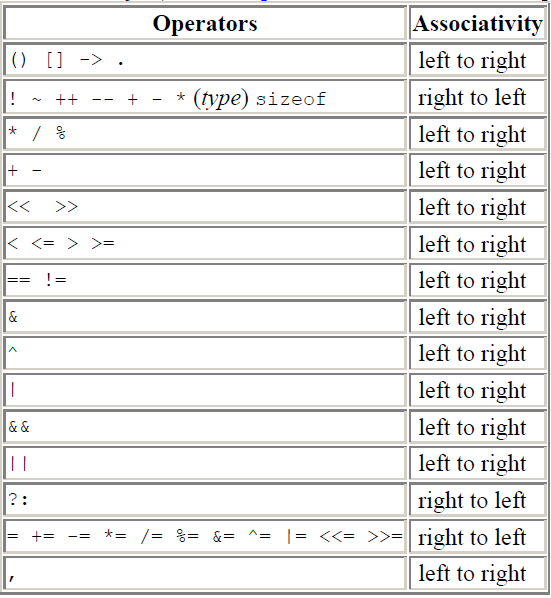 Operators Associativity
() [] -> . left to right
! ~ ++ -- + - * (type) sizeof right to left
* / % left to right
+ - left to right
<< >> left to right
< <= > >= left to right
== != left to right
& left to right
^ left to right
| left to right
&& left to right
|| left to right
?: right to left
= += -= *= /= %= &= ^= |= <<= >>= right to left
, left to right